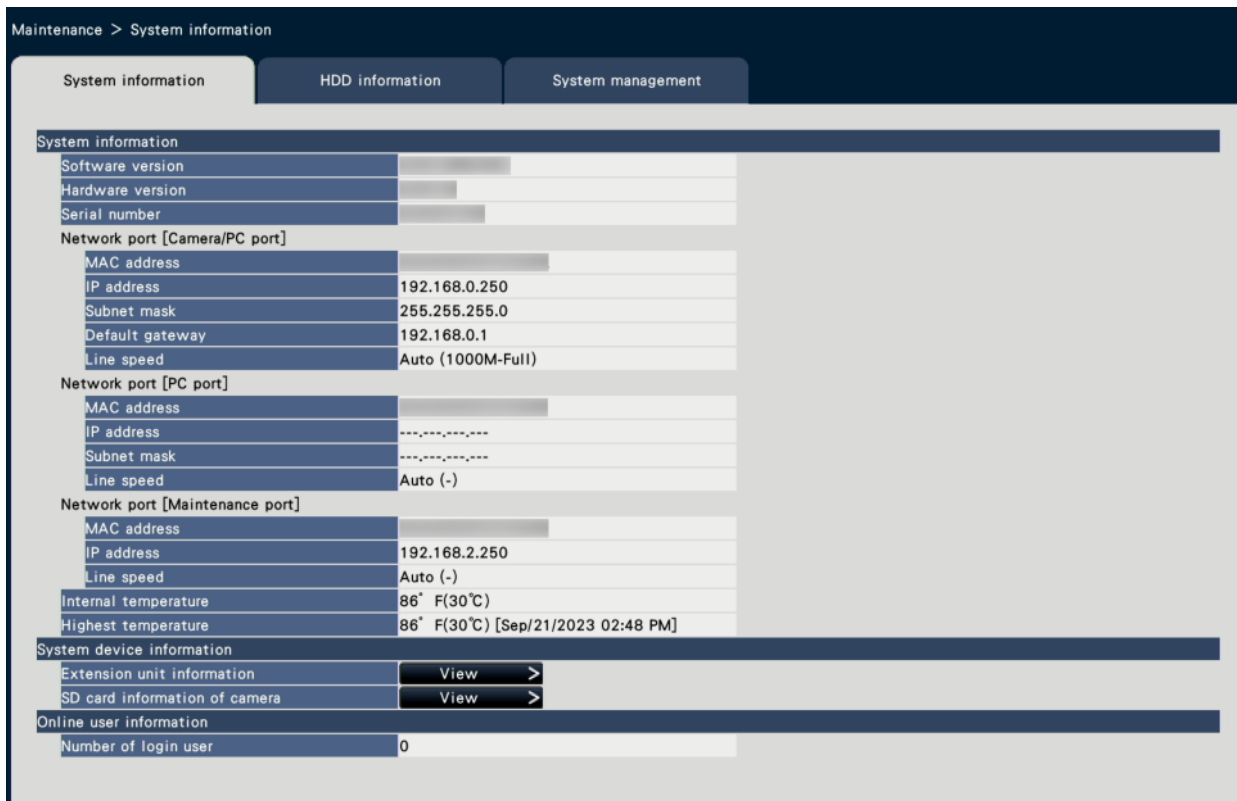 Maintenance > System information
System information HDD information System management
System information
Software version
Hardware version
Serial number
Network port [Camera/PC port]
MAC address
IP address 192.168.0.250
Subnet mask 255.255.255.0
Default gateway 192.168.0.1
Line speed Auto (1000M-Full)
Network port [PC port]
MAC address
IP address ---.---.---.---
Subnet mask ---.---.---.---
Line speed Auto (-)
Network port [Maintenance port]
MAC address
IP address 192.168.2.250
Line speed Auto (-)
Internal temperature 86° F(30℃)
Highest temperature 86° F(30℃) [Sep/21/2023 02:48 PM]
System device information
Extension unit information View >
SD card information of camera View >
Online user information
Number of login user 0